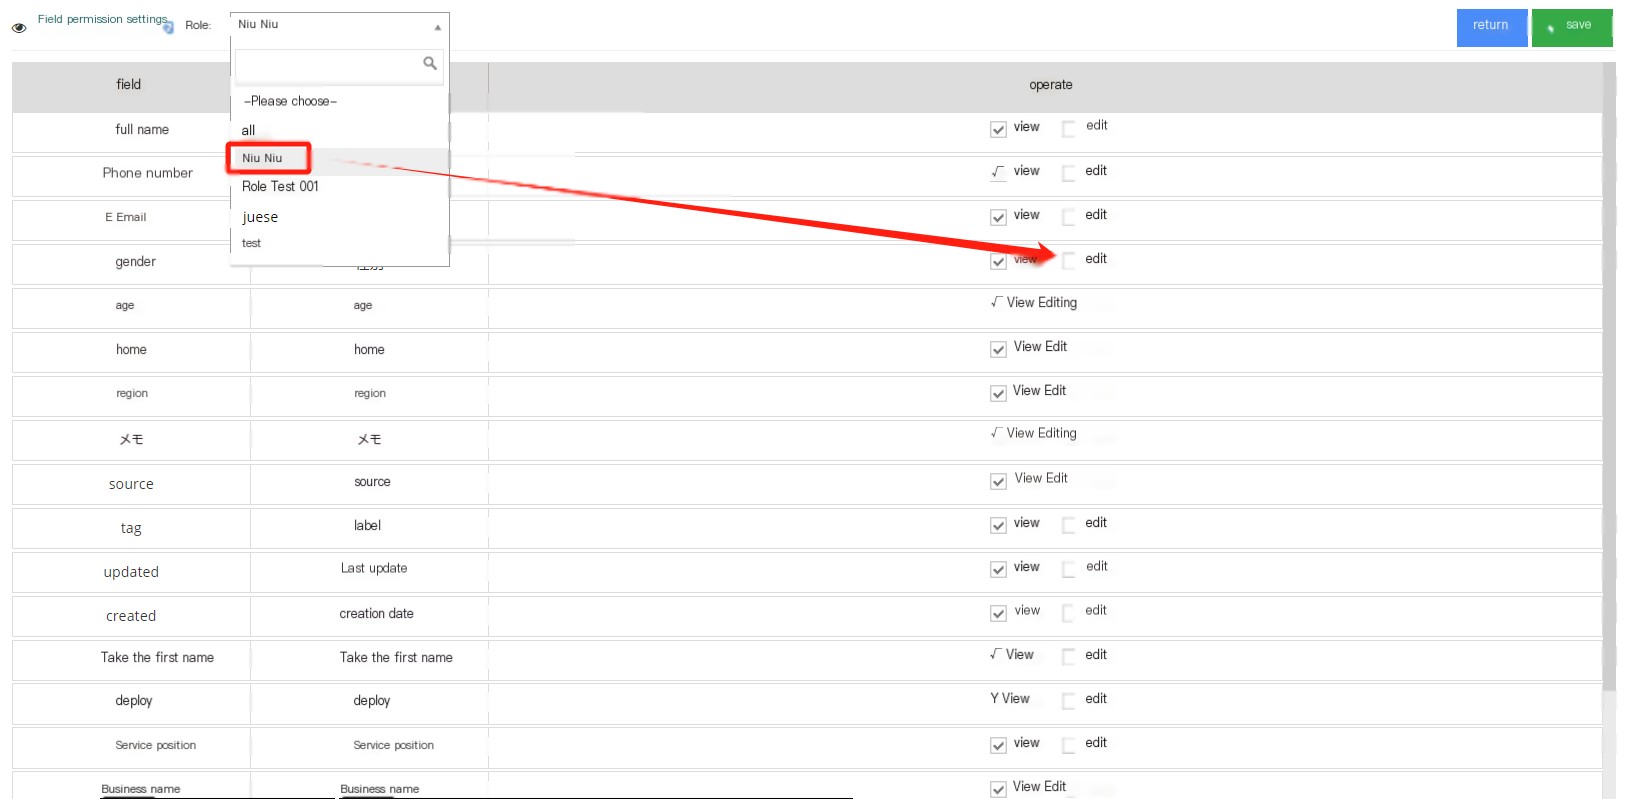 Field permission settings
Role:
Niu Niu
return
save
-Please choose-
all
Niu Niu
Role Test 001
juese
test
field
operate
full name
view
edit
Phone number
√ view
edit
E Email
view
edit
gender
view
edit
age
age
√ View Editing
home
home
View Edit
region
region
View Edit
メモ
メモ
√ View Editing
source
source
View Edit
tag
label
view
edit
updated
Last update
view
edit
created
creation date
view
edit
Take the first name
Take the first name
√ View
edit
deploy
deploy
Y View
edit
Service position
Service position
view
edit
Business name
Business name
View Edit